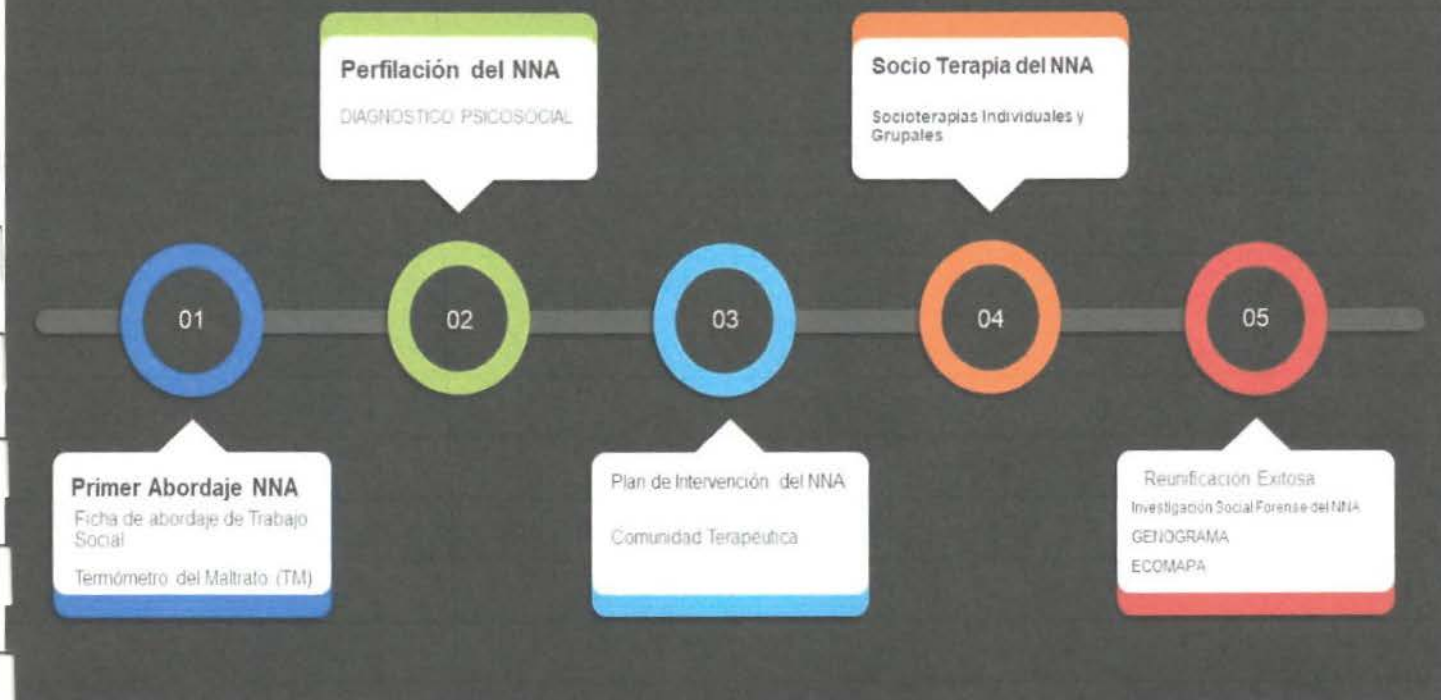 Perfilación del NNA
DIAGNOSTICO PSICOSOCIAL
Socio Terapia del NNA
Socioterapias Individuales y
Grupales
01
02
03
04
05
Primer Abordaje NNA
Ficha de abordaje de Trabajo
Social
Termómetro del Maltrato (TM)
Plan de Intervención del NNA
Comunidad Terapéutica
Reunificación Exitosa
Investigación Social Forense del NNA
GENOGRAMA
ECOMAPA